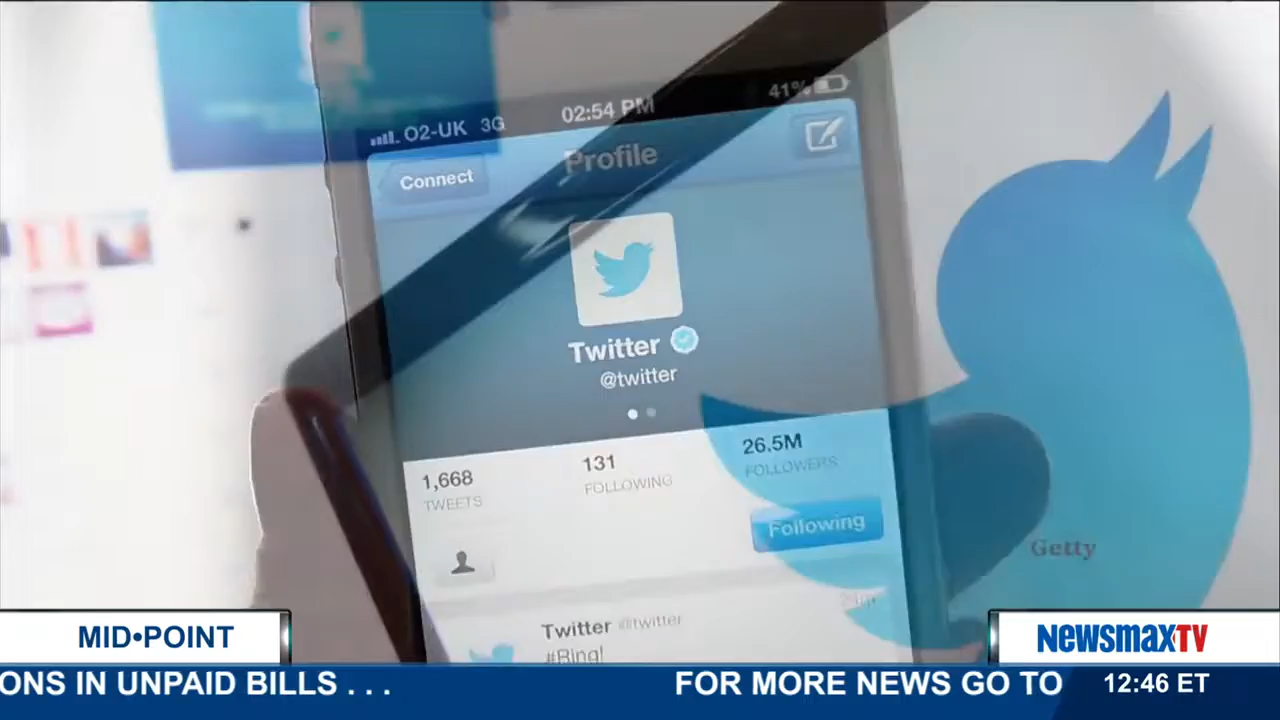 O2-UK 3G 02:54 PM 41%
Connect Profile
Twitter
@twitter
1,668 131 26.5M
TWEETS FOLLOWING FOLLOWERS
Following
Getty
Twitter @twitter
#Ring!
MID•POINT NEWSMAXTV
ONS IN UNPAID BILLS . . . FOR MORE NEWS GO TO 12:46 ET